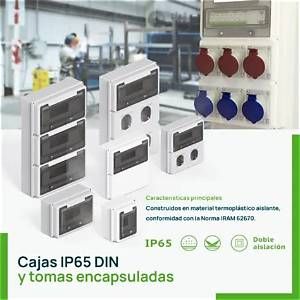 Características principales
Construidos en material termoplástico aislante,
conformidad con la Norma IRAM 62670.
IP65
Doble
aislación
Cajas IP65 DIN
y tomas encapsuladas